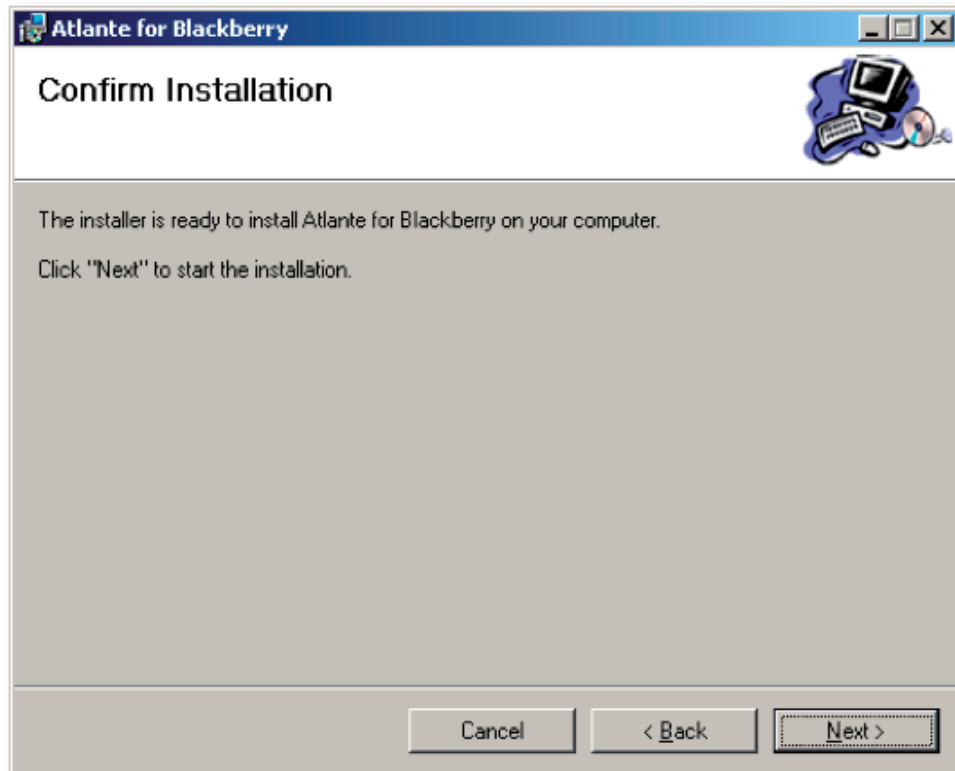 Atlante for Blackberry
Confirm Installation
The installer is ready to install Atlante for Blackberry on your computer.
Click "Next" to start the installation.
Cancel
< Back
Next >